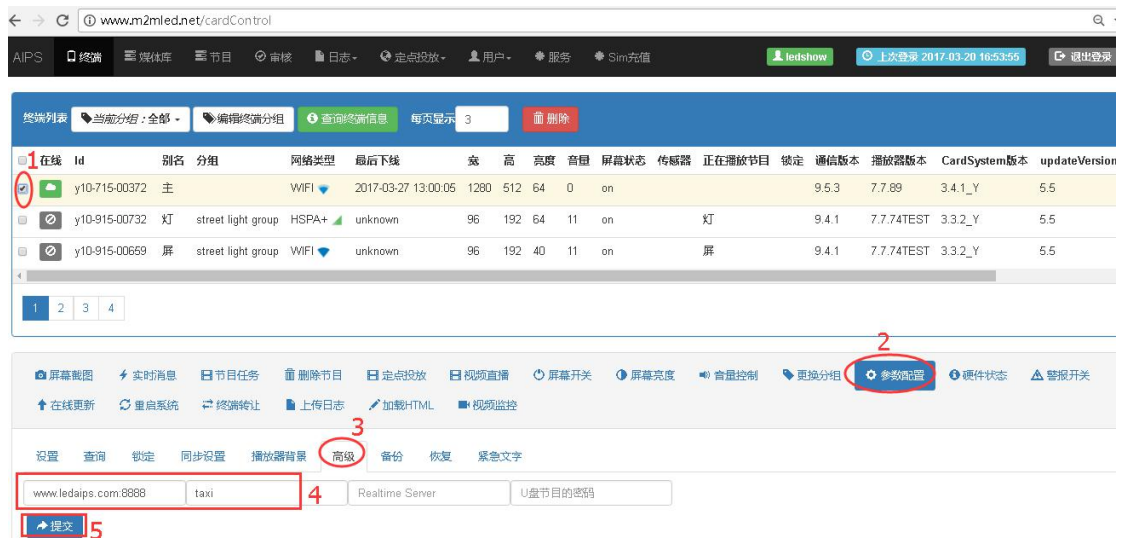 www.m2mled.net/cardControl
AIPS 终端 媒体库 节目 审核 日志 定点投放 用户 服务 Sim充值 ledshow 上次登录 2017-03-20 16:53:55 退出登录
终端列表 当前分组：全部 编辑终端分组 查询终端信息 每页显示 3 删除
1 在线 Id 别名 分组 网络类型 最后下线 宽 高 亮度 音量 屏幕状态 传感器 正在播放节目 锁定 通信版本 播放器版本 CardSystem版本 updateVersion
y10-715-00372 主 WIFI 2017-03-27 13:00:05 1280 512 64 0 on 9.5.3 7.7.89 3.4.1_Y 5.5
y10-915-00732 灯 street light group HSPA+ unknown 96 192 64 11 on 灯 9.4.1 7.7.74TEST 3.3.2_Y 5.5
y10-915-00659 屏 street light group WIFI unknown 96 192 40 11 on 屏 9.4.1 7.7.74TEST 3.3.2_Y 5.5
1 2 3 4
2
屏幕截图 实时消息 节目任务 删除节目 定点投放 视频直播 屏幕开关 屏幕亮度 音量控制 更换分组 参数配置 硬件状态 警报开关
在线更新 重启系统 终端转让 上传日志 加载HTML 视频监控
3
设置 查询 锁定 同步设置 播放器背景 高级 备份 恢复 紧急文字
www.ledaips.com:8888 taxi 4 Realtime Server U盘节目的密码
提交 5